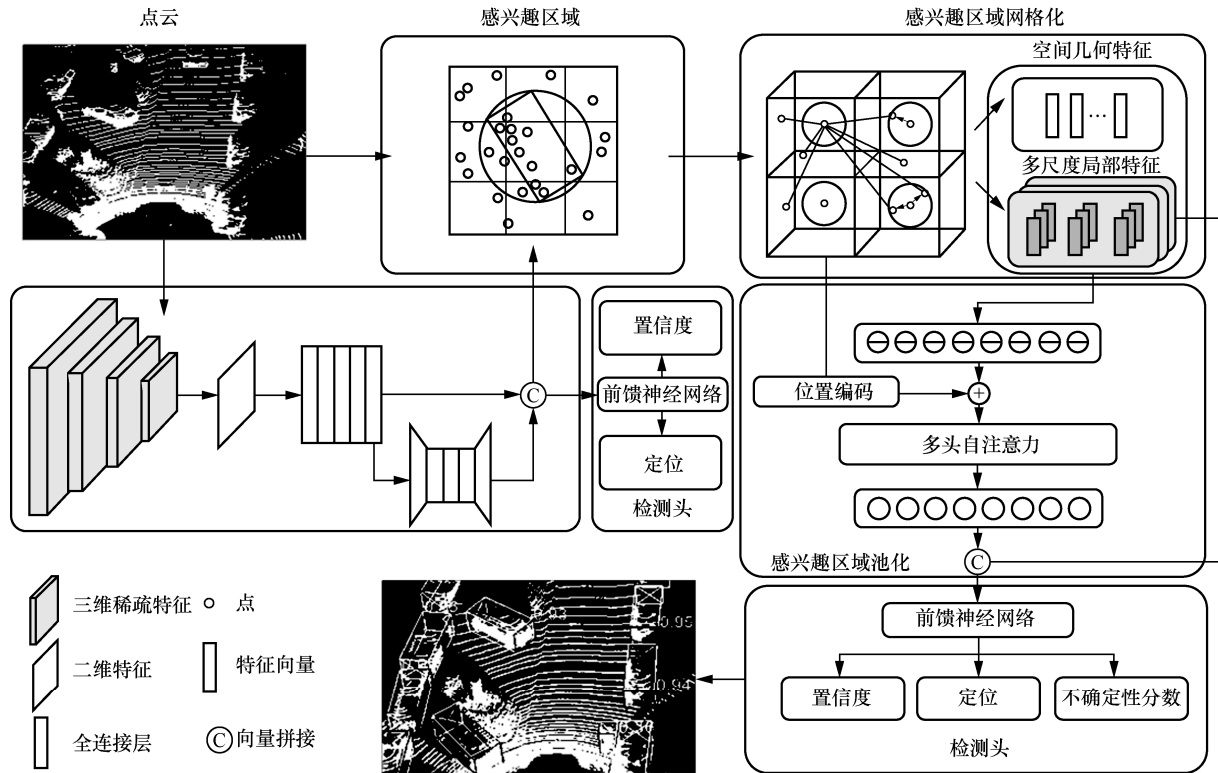 点云
感兴趣区域
感兴趣区域网格化
空间几何特征
...
多尺度局部特征
置信度
前馈神经网络
定位
检测头
C
位置编码
+
多头自注意力
C
感兴趣区域池化
前馈神经网络
置信度
定位
不确定性分数
检测头
0.95
0.94
三维稀疏特征
点
二维特征
特征向量
全连接层
C
向量拼接